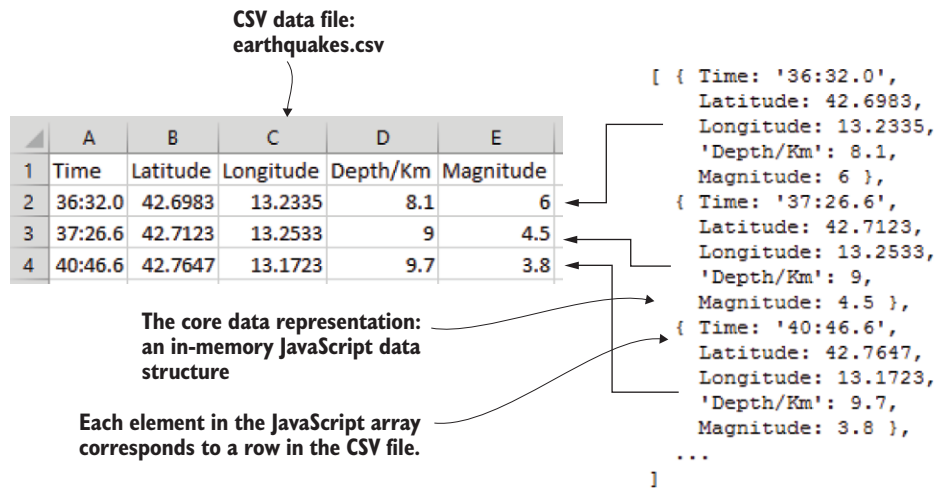 CSV data file:
earthquakes.csv
A B C D E
1 Time Latitude Longitude Depth/Km Magnitude
2 36:32.0 42.6983 13.2335 8.1 6
3 37:26.6 42.7123 13.2533 9 4.5
4 40:46.6 42.7647 13.1723 9.7 3.8
The core data representation:
an in-memory JavaScript data
structure
Each element in the JavaScript array
corresponds to a row in the CSV file.
[ { Time: '36:32.0',
Latitude: 42.6983,
Longitude: 13.2335,
'Depth/Km': 8.1,
Magnitude: 6 },
{ Time: '37:26.6',
Latitude: 42.7123,
Longitude: 13.2533,
'Depth/Km': 9,
Magnitude: 4.5 },
{ Time: '40:46.6',
Latitude: 42.7647,
Longitude: 13.1723,
'Depth/Km': 9.7,
Magnitude: 3.8 },
...
]